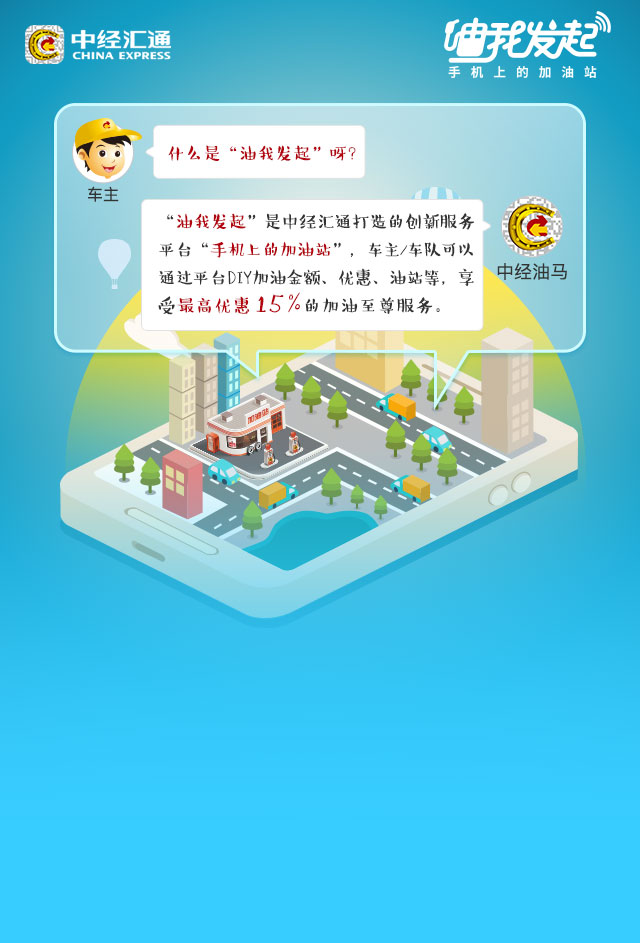 中经汇通
CHINA EXPRESS
油我发起
手机上的加油站
什么是“油我发起”呀?
车主
“油我发起”是中经汇通打造的创新服务
平台“手机上的加油站”，车主/车队可以
通过平台DIY加油金额、优惠、油站等，享
受最高优惠15%的加油至尊服务。
中经油马